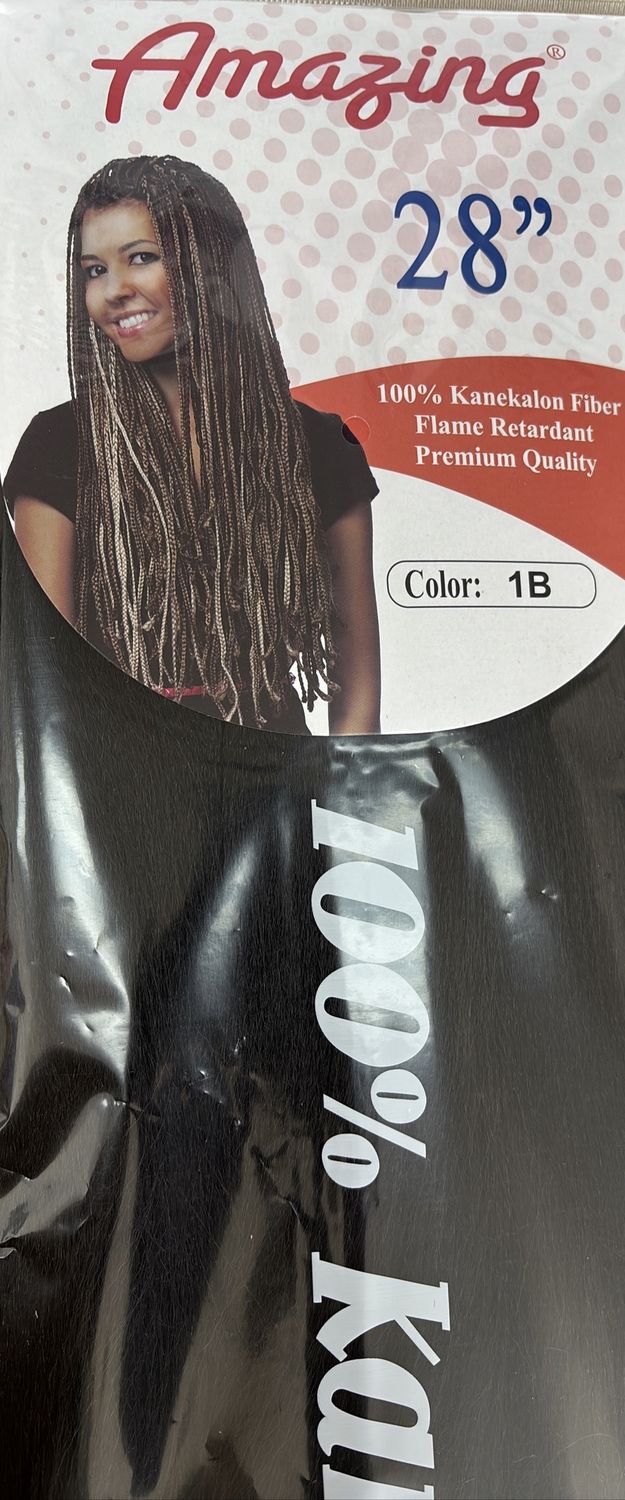 Amazing®
28”
100% Kanekalon Fiber
Flame Retardant
Premium Quality
Color: 1B
100%